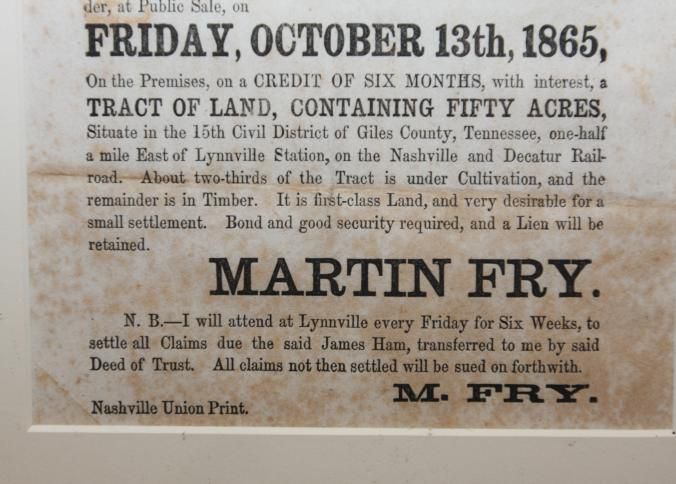 der, at Public Sale, on
FRIDAY, OCTOBER 13th, 1865,
On the Premises, on a CREDIT OF SIX MONTHS, with interest, a
TRACT OF LAND, CONTAINING FIFTY ACRES,
Situate in the 15th Civil District of Giles County, Tennessee, one-half
a mile East of Lynnville Station, on the Nashville and Decatur Rail-
road. About two-thirds of the Tract is under Cultivation, and the
remainder is in Timber. It is first-class Land, and very desirable for a
small settlement. Bond and good security required, and a Lien will be
retained.
MARTIN FRY.
N. B.—I will attend at Lynnville every Friday for Six Weeks, to
settle all Claims due the said James Ham, transferred to me by said
Deed of Trust. All claims not then settled will be sued on forthwith.
M. FRY.
Nashville Union Print.